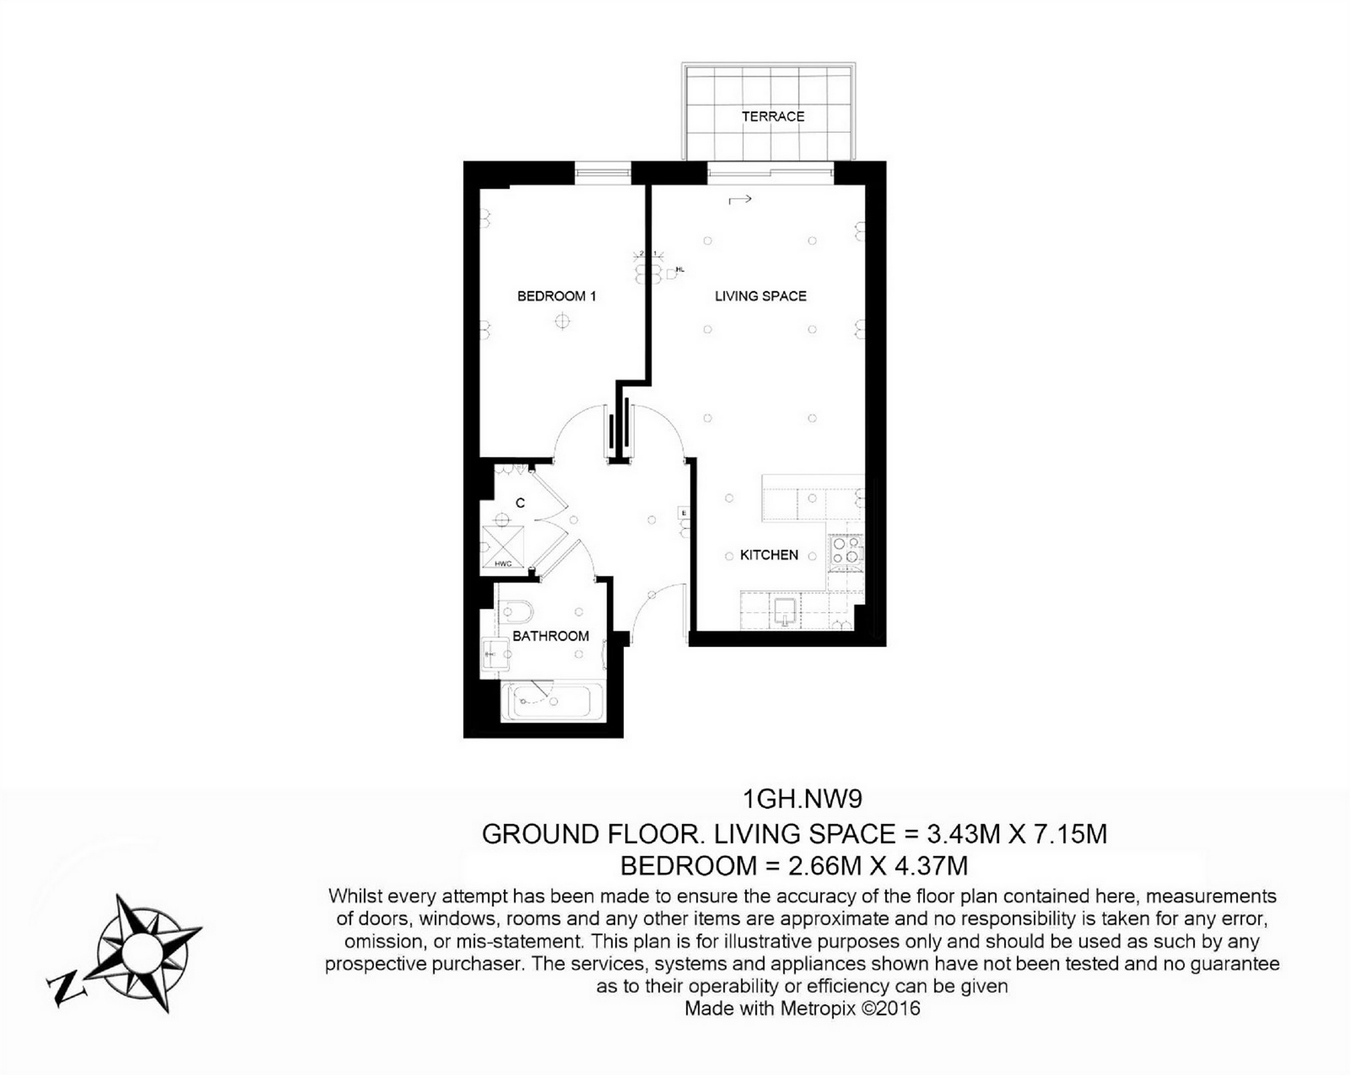 TERRACE
2 1
HL
BEDROOM 1
LIVING SPACE
C
E
HWC
KITCHEN
BATHROOM
1GH.NW9
GROUND FLOOR. LIVING SPACE = 3.43M X 7.15M
BEDROOM = 2.66M X 4.37M
Whilst every attempt has been made to ensure the accuracy of the floor plan contained here, measurements
of doors, windows, rooms and any other items are approximate and no responsibility is taken for any error,
omission, or mis-statement. This plan is for illustrative purposes only and should be used as such by any
prospective purchaser. The services, systems and appliances shown have not been tested and no guarantee
as to their operability or efficiency can be given
Made with Metropix ©2016
N